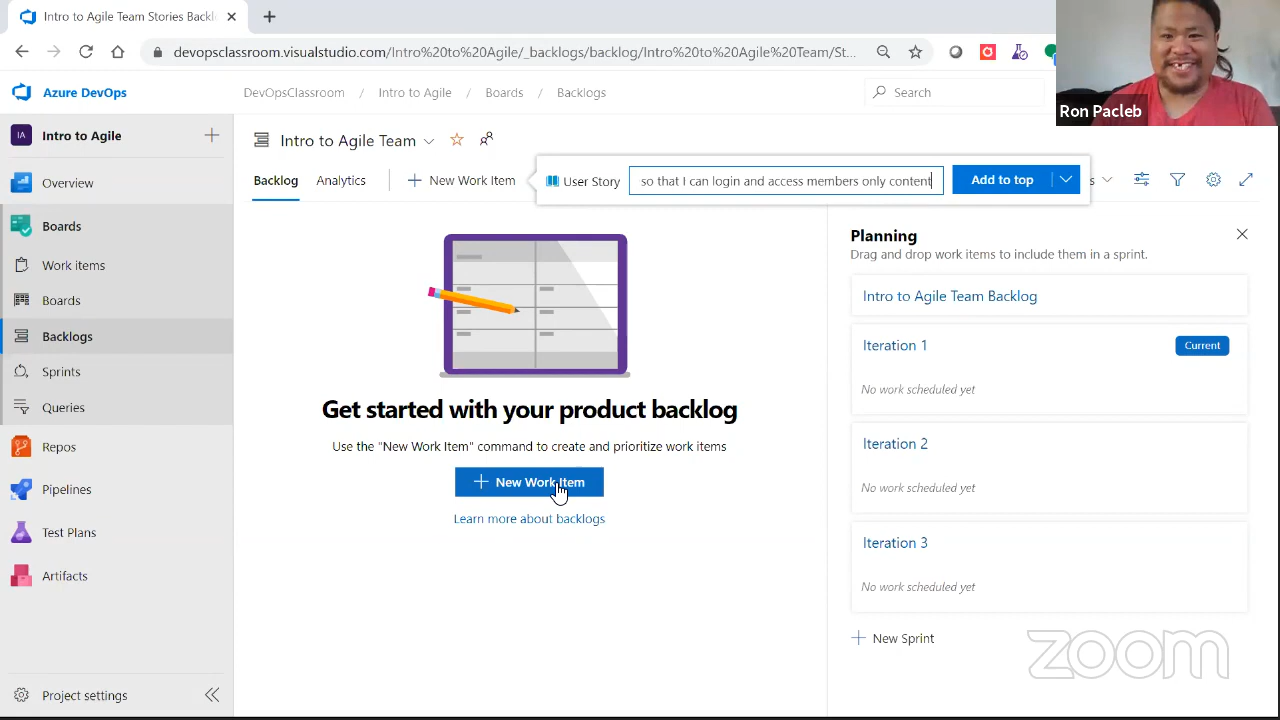 Intro to Agile Team Stories Backl
devopsclassroom.visualstudio.com/Intro%20to%20Agile/_backlogs/backlog/Intro%20to%20Agile%20Team/St...
Ron Pacleb
Azure DevOps
DevOpsClassroom / Intro to Agile / Boards / Backlogs
Search
IA Intro to Agile
Intro to Agile Team
Overview
Backlog Analytics New Work Item
User Story so that I can login and access members only content Add to top
s
Boards
Work items
Boards
Backlogs
Sprints
Queries
Repos
Pipelines
Test Plans
Artifacts
Project settings
Get started with your product backlog
Use the "New Work Item" command to create and prioritize work items
New Work Item
Learn more about backlogs
Planning
Drag and drop work items to include them in a sprint.
Intro to Agile Team Backlog
Iteration 1 Current
No work scheduled yet
Iteration 2
No work scheduled yet
Iteration 3
No work scheduled yet
New Sprint
zoom